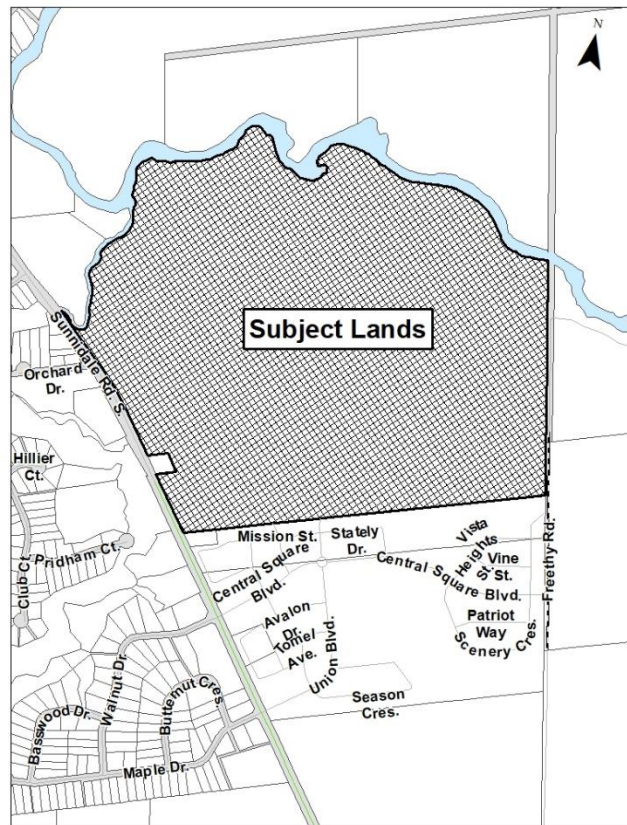 N
Subject Lands
Sunnidale Rd. S.
Orchard
Dr.
Hillier
Ct.
Pridham Ct.
Club Ct.
Mission St.
Stately
Dr.
Central Square
Blvd.
Vista
Heights
St.
Vine
St.
Central Square Blvd.
Freethy Rd.
Avalon
Dr.
Tomel
Ave.
Union Blvd.
Patriot
Way
Scenery Cres.
Season
Cres.
Walnut Dr.
Butternut Cres.
Basswood Dr.
Maple Dr.